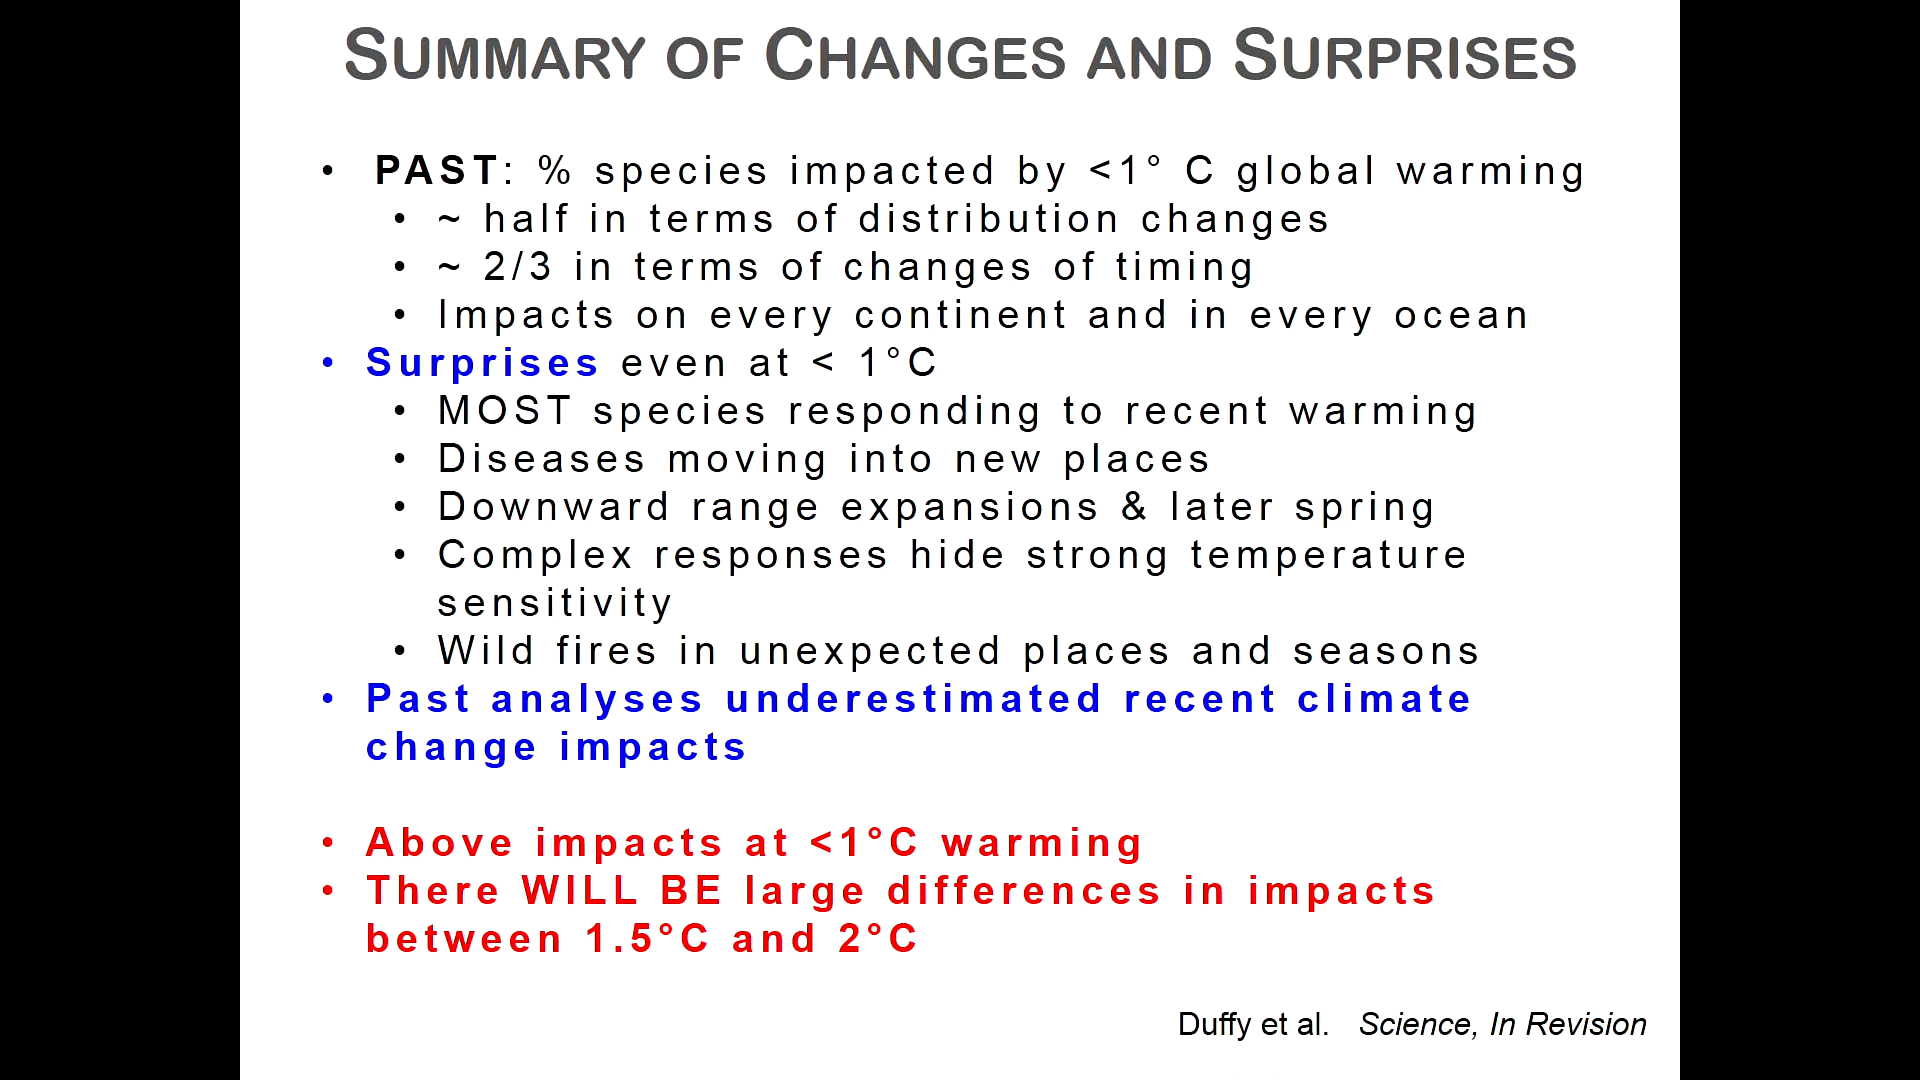 SUMMARY OF CHANGES AND SURPRISES
• PAST: % species impacted by <1° C global warming
• ~ half in terms of distribution changes
• ~ 2/3 in terms of changes of timing
• Impacts on every continent and in every ocean
• Surprises even at < 1°C
• MOST species responding to recent warming
• Diseases moving into new places
• Downward range expansions & later spring
• Complex responses hide strong temperature
sensitivity
• Wild fires in unexpected places and seasons
• Past analyses underestimated recent climate
change impacts
• Above impacts at <1°C warming
• There WILL BE large differences in impacts
between 1.5°C and 2°C
Duffy et al. Science, In Revision